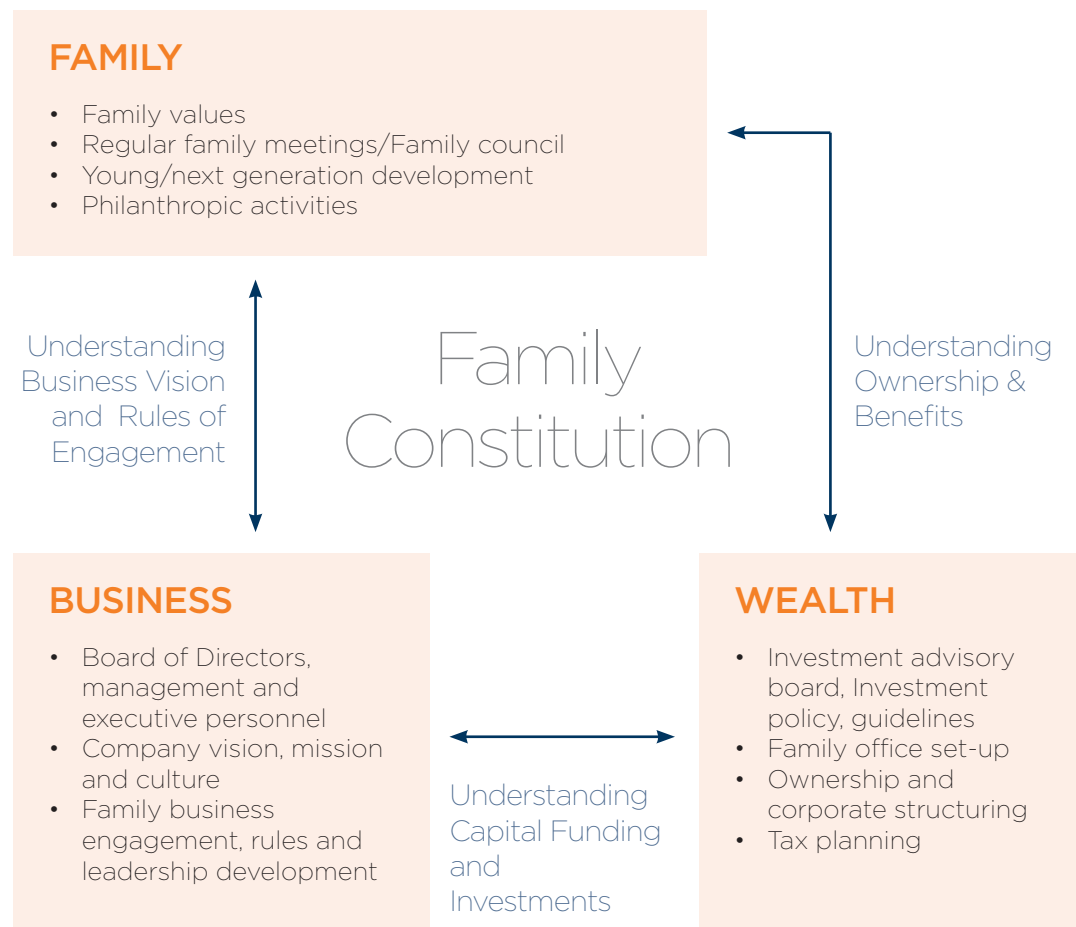 FAMILY
• Family values
• Regular family meetings/Family council
• Young/next generation development
• Philanthropic activities
Understanding
Business Vision
and Rules of
Engagement
Family
Constitution
Understanding
Ownership &
Benefits
BUSINESS
• Board of Directors,
management and
executive personnel
• Company vision, mission
and culture
• Family business
engagement, rules and
leadership development
Understanding
Capital Funding
and
Investments
WEALTH
• Investment advisory
board, Investment
policy, guidelines
• Family office set-up
• Ownership and
corporate structuring
• Tax planning